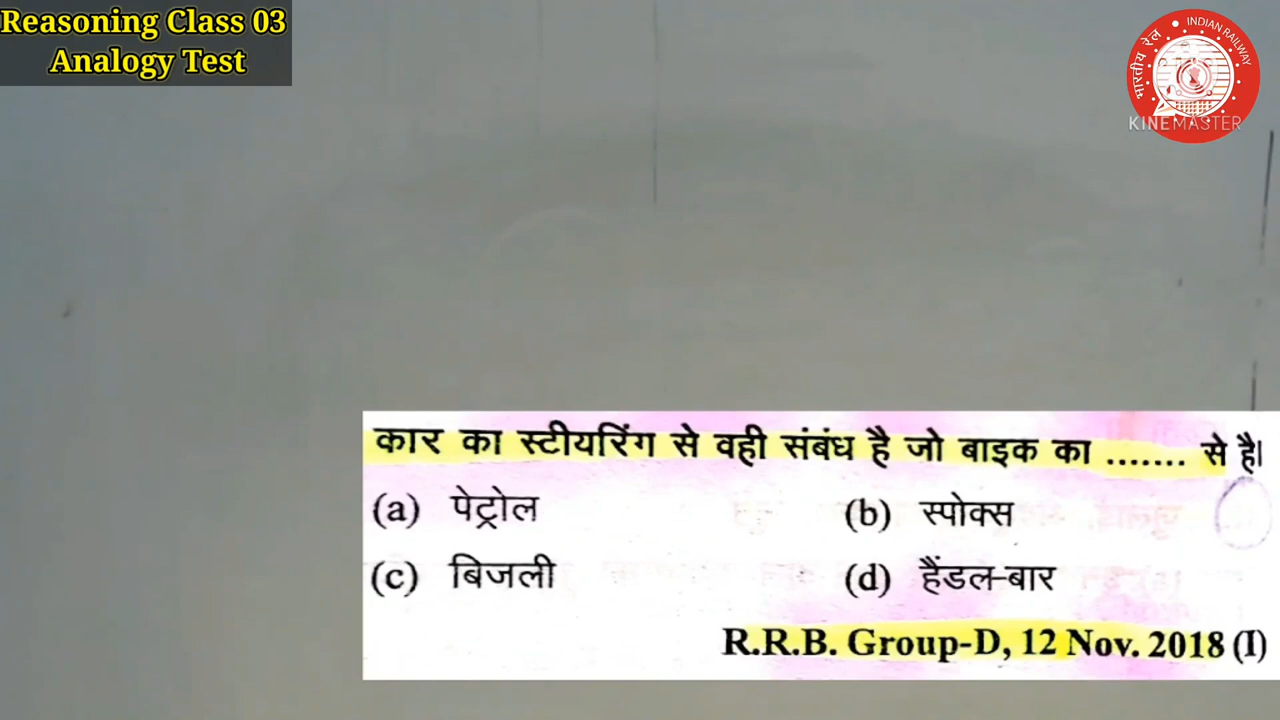 Reasoning Class 03
Analogy Test
भारतीय रेल
INDIAN RAILWAY
KINEMASTER
कार का स्टीयरिंग से वही संबंध है जो बाइक का ....... से है।
(a) पेट्रोल (b) स्पोक्स
(c) बिजली (d) हैंडल-बार
R.R.B. Group-D, 12 Nov. 2018 (I)